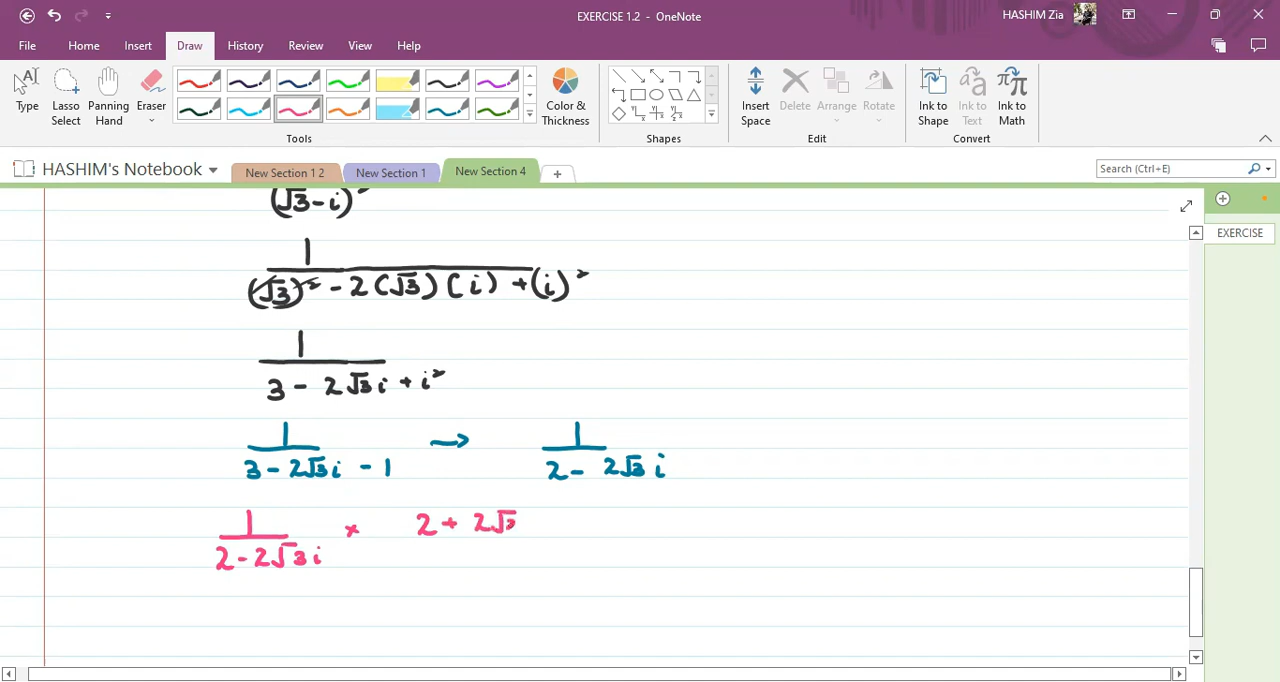 EXERCISE 1.2 - OneNote
HASHIM Zia
File Home Insert Draw History Review View Help
Type Lasso Select Panning Hand Eraser Color & Thickness Insert Space Delete Arrange Rotate Ink to Shape Ink to Text Ink to Math
Tools Shapes Edit Convert
HASHIM's Notebook New Section 1 2 New Section 1 New Section 4 + Search (Ctrl+E)
EXERCISE
(√3-i)²
1
(√3)² - 2(√3)(i) + (i)²
1
3 - 2√3i + i²
1 → 1
3 - 2√3i - 1 2 - 2√3 i
1 × 2 + 2√3
2 - 2√3 i